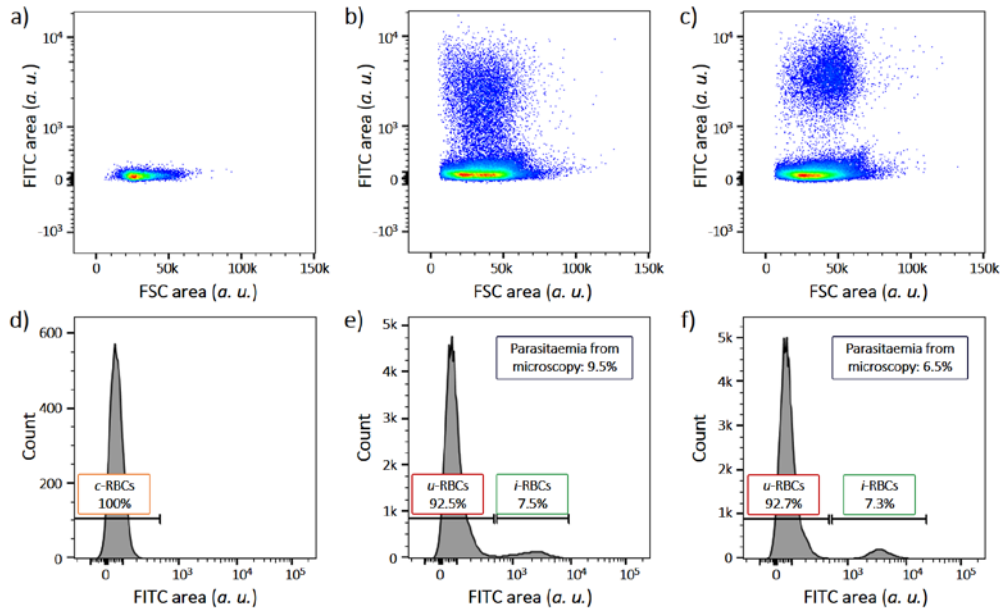 a)
10⁴
10³
0
-10³
FITC area (a. u.)
0 50k 100k 150k
FSC area (a. u.)
b)
10⁴
10³
0
-10³
FITC area (a. u.)
0 50k 100k 150k
FSC area (a. u.)
c)
10⁴
10³
0
-10³
FITC area (a. u.)
0 50k 100k 150k
FSC area (a. u.)
d)
600
400
200
0
Count
c-RBCs
100%
0 10³ 10⁴ 10⁵
FITC area (a. u.)
e)
5k
4k
3k
2k
1k
0
Count
Parasitaemia from
microscopy: 9.5%
u-RBCs
92.5%
i-RBCs
7.5%
0 10³ 10⁴ 10⁵
FITC area (a. u.)
f)
5k
4k
3k
2k
1k
0
Count
Parasitaemia from
microscopy: 6.5%
u-RBCs
92.7%
i-RBCs
7.3%
0 10³ 10⁴ 10⁵
FITC area (a. u.)